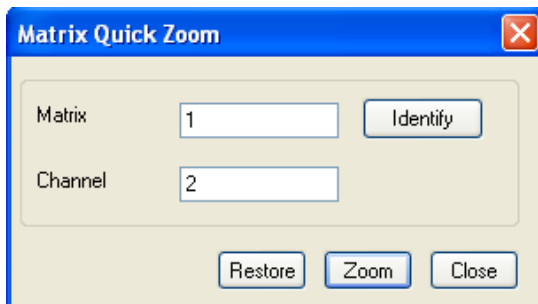 Matrix Quick Zoom
Matrix 1 Identify
Channel 2
Restore Zoom Close